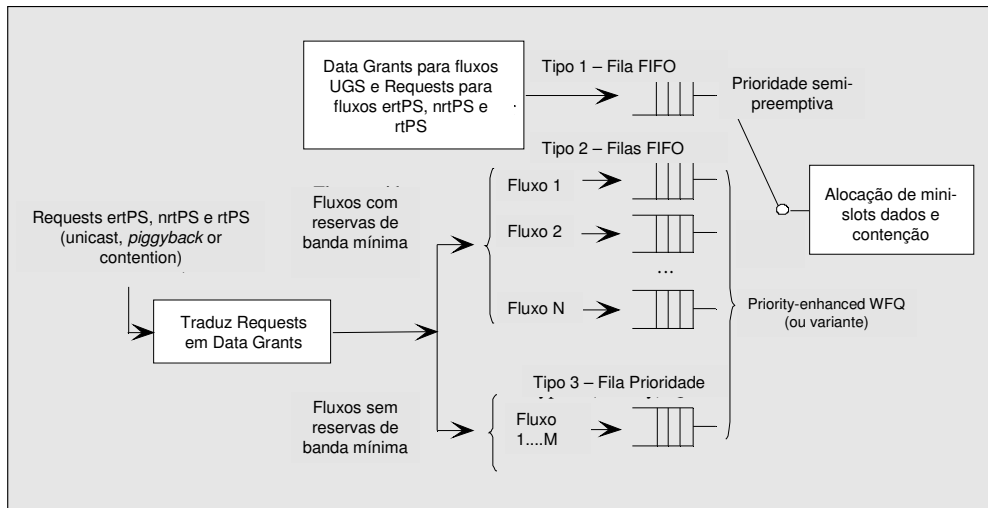 Data Grants para fluxos
UGS e Requests para
fluxos ertPS, nrtPS e
rtPS
Tipo 1 – Fila FIFO
Prioridade semi-
preemptiva
Tipo 2 – Filas FIFO
Fluxos com
reservas de
banda mínima
Fluxo 1
Fluxo 2
...
Fluxo N
Alocação de mini-
slots dados e
contenção
Requests ertPS, nrtPS e rtPS
(unicast, piggyback or
contention)
Traduz Requests
em Data Grants
Priority-enhanced WFQ
(ou variante)
Tipo 3 – Fila Prioridade
Fluxos sem
reservas de
banda mínima
Fluxo
1....M